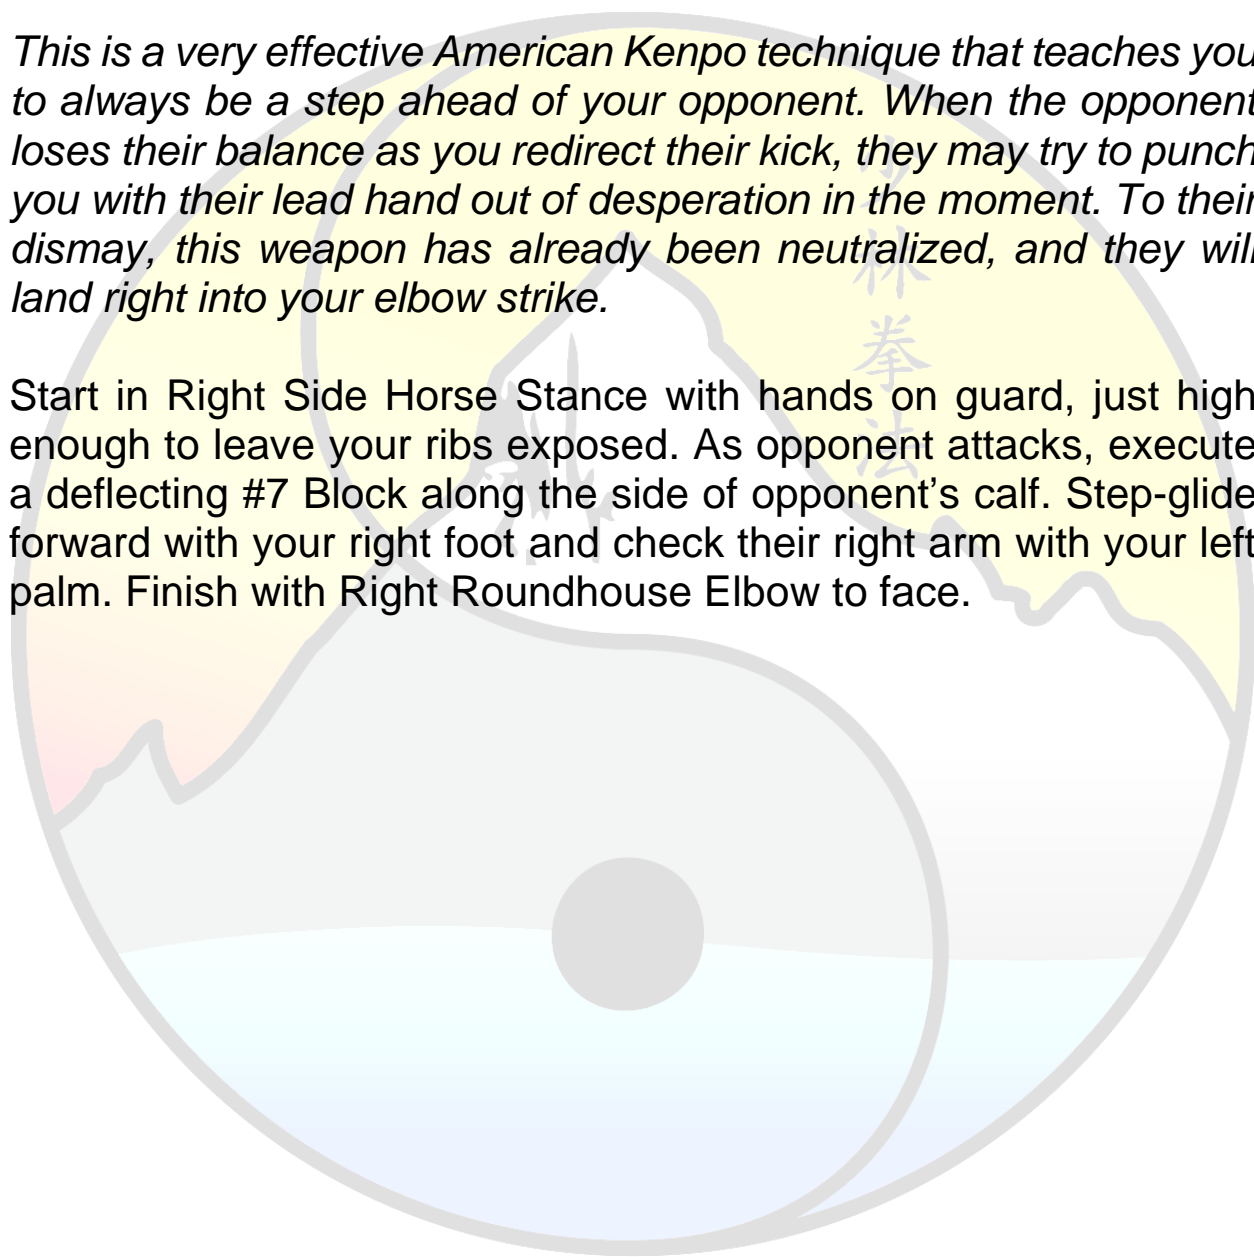 This is a very effective American Kenpo technique that teaches you
to always be a step ahead of your opponent. When the opponent
loses their balance as you redirect their kick, they may try to punch
you with their lead hand out of desperation in the moment. To their
dismay, this weapon has already been neutralized, and they will
land right into your elbow strike.
Start in Right Side Horse Stance with hands on guard, just high
enough to leave your ribs exposed. As opponent attacks, execute
a deflecting #7 Block along the side of opponent’s calf. Step-glide
forward with your right foot and check their right arm with your left
palm. Finish with Right Roundhouse Elbow to face.
林
拳
法